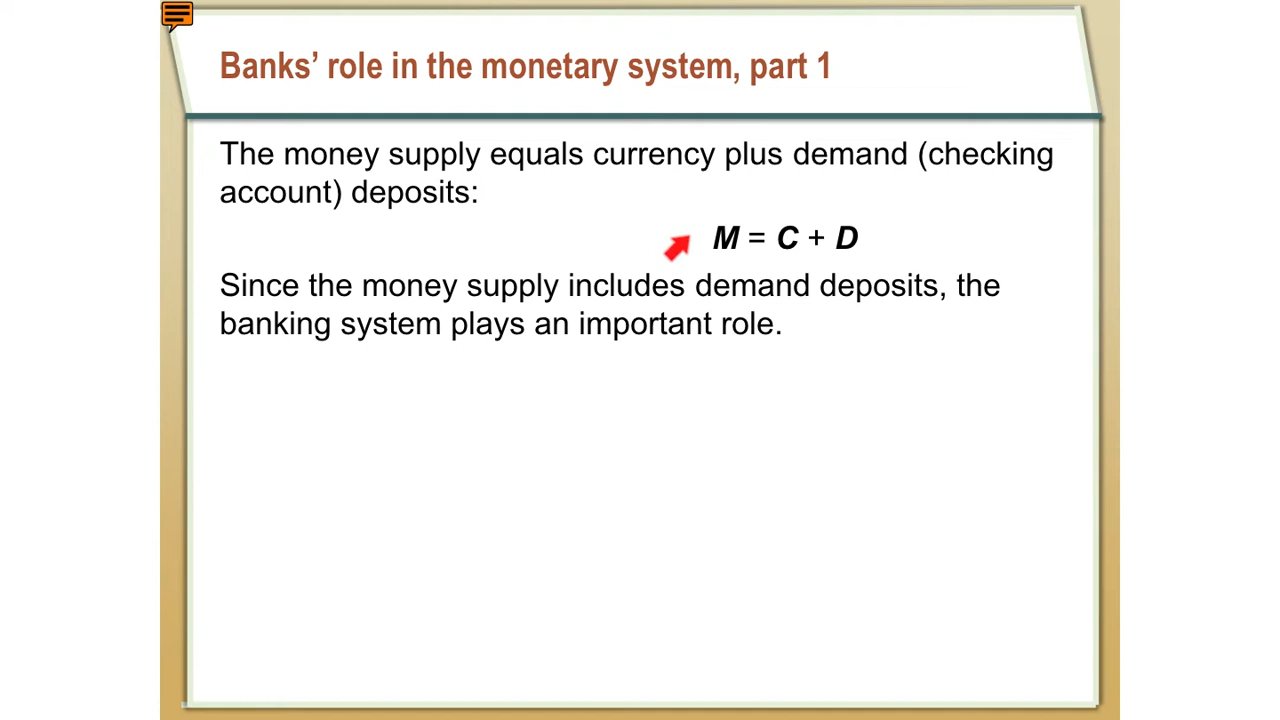 Banks’ role in the monetary system, part 1
The money supply equals currency plus demand (checking
account) deposits:
M = C + D
Since the money supply includes demand deposits, the
banking system plays an important role.